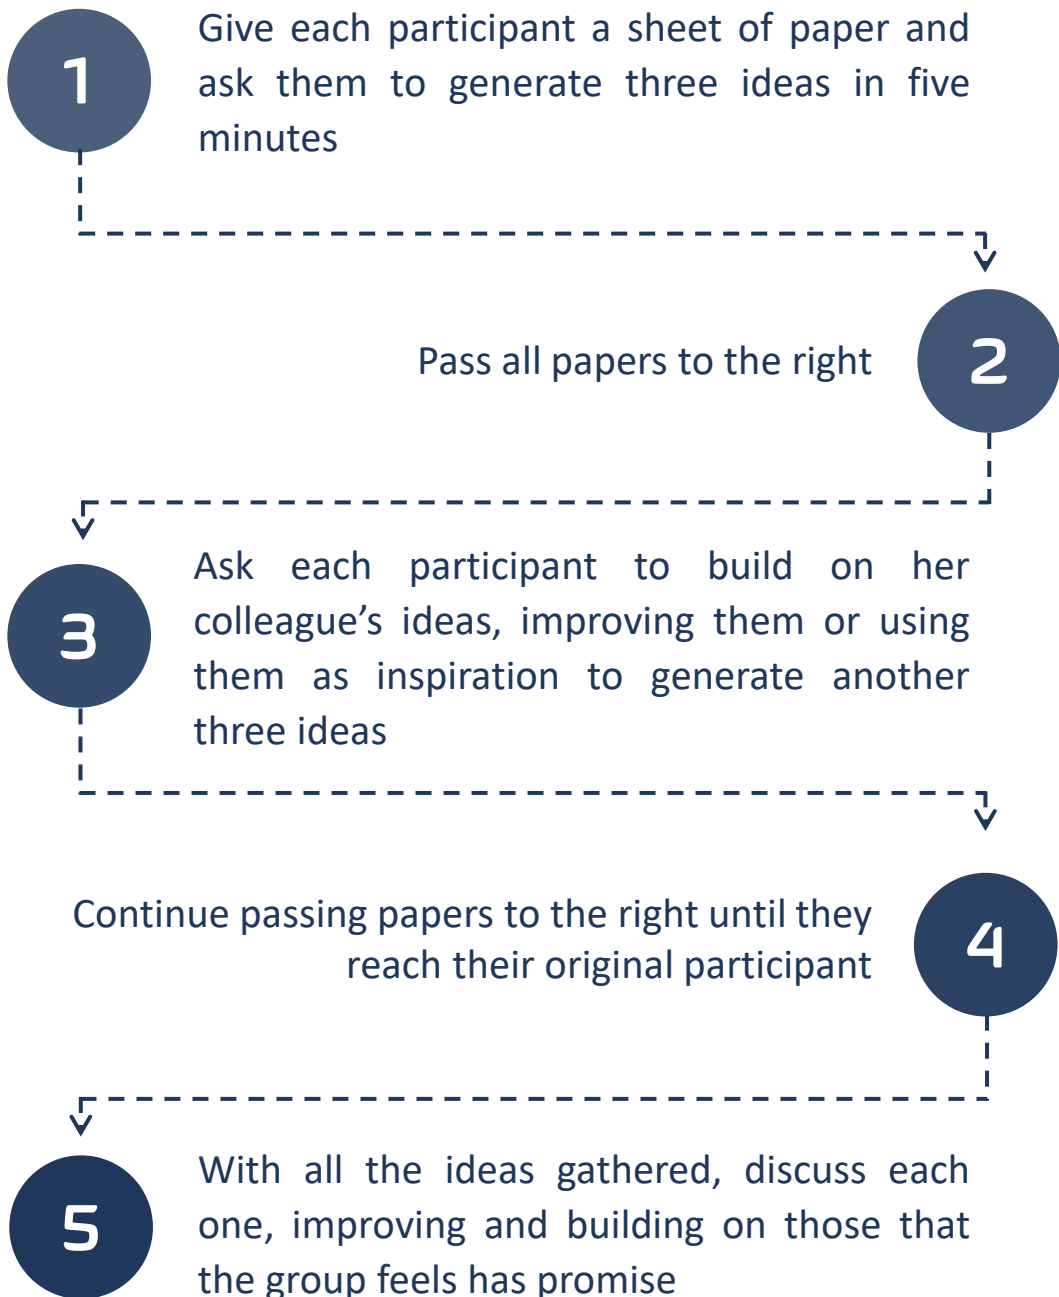 1
Give each participant a sheet of paper and
ask them to generate three ideas in five
minutes
Pass all papers to the right
2
3
Ask each participant to build on her
colleague’s ideas, improving them or using
them as inspiration to generate another
three ideas
Continue passing papers to the right until they
reach their original participant
4
5
With all the ideas gathered, discuss each
one, improving and building on those that
the group feels has promise